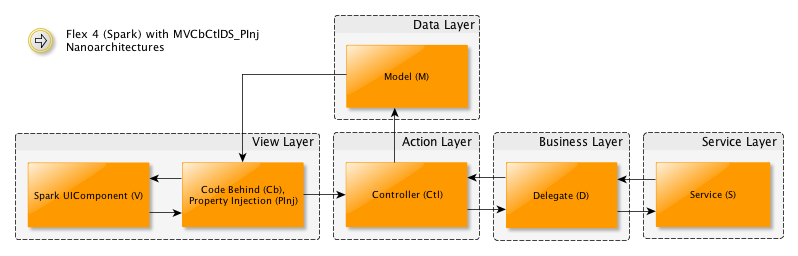 Flex 4 (Spark) with MVCbCtlDS_PInj
Nanoarchitectures
Data Layer
Model (M)
View Layer
Action Layer
Business Layer
Service Layer
Spark UIComponent (V)
Code Behind (Cb),
Property Injection (PInj)
Controller (Ctl)
Delegate (D)
Service (S)